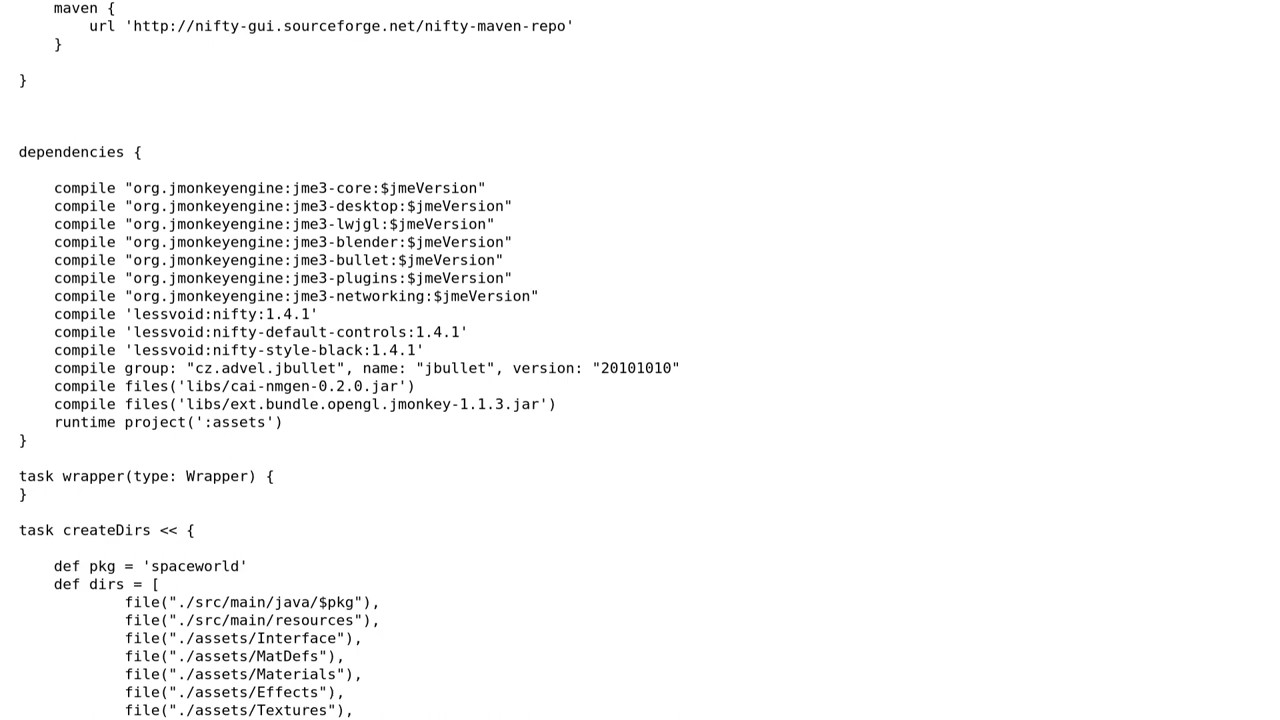 maven {
url 'http://nifty-gui.sourceforge.net/nifty-maven-repo'
}
}
dependencies {
compile "org.jmonkeyengine:jme3-core:$jmeVersion"
compile "org.jmonkeyengine:jme3-desktop:$jmeVersion"
compile "org.jmonkeyengine:jme3-lwjgl:$jmeVersion"
compile "org.jmonkeyengine:jme3-blender:$jmeVersion"
compile "org.jmonkeyengine:jme3-bullet:$jmeVersion"
compile "org.jmonkeyengine:jme3-plugins:$jmeVersion"
compile "org.jmonkeyengine:jme3-networking:$jmeVersion"
compile 'lessvoid:nifty:1.4.1'
compile 'lessvoid:nifty-default-controls:1.4.1'
compile 'lessvoid:nifty-style-black:1.4.1'
compile group: "cz.advel.jbullet", name: "jbullet", version: "20101010"
compile files('libs/cai-nmgen-0.2.0.jar')
compile files('libs/ext.bundle.opengl.jmonkey-1.1.3.jar')
runtime project(':assets')
}
task wrapper(type: Wrapper) {
}
task createDirs << {
def pkg = 'spaceworld'
def dirs = [
file("./src/main/java/$pkg"),
file("./src/main/resources"),
file("./assets/Interface"),
file("./assets/MatDefs"),
file("./assets/Materials"),
file("./assets/Effects"),
file("./assets/Textures"),